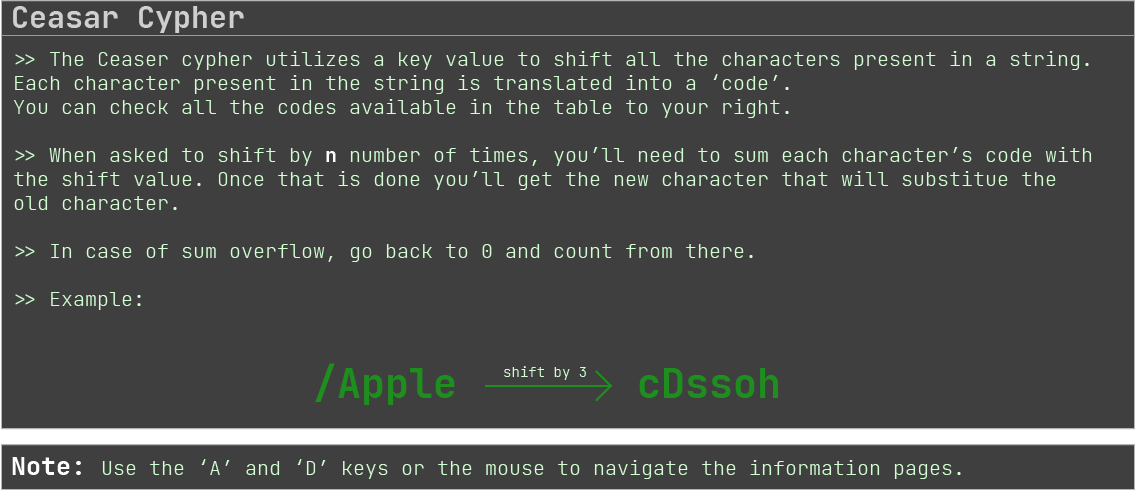 Ceasar Cypher
>> The Ceaser cypher utilizes a key value to shift all the characters present in a string.
Each character present in the string is translated into a ‘code’.
You can check all the codes available in the table to your right.
>> When asked to shift by n number of times, you’ll need to sum each character’s code with
the shift value. Once that is done you’ll get the new character that will substitue the
old character.
>> In case of sum overflow, go back to 0 and count from there.
>> Example:
/Apple shift by 3 cDssoh
Note: Use the ‘A’ and ‘D’ keys or the mouse to navigate the information pages.